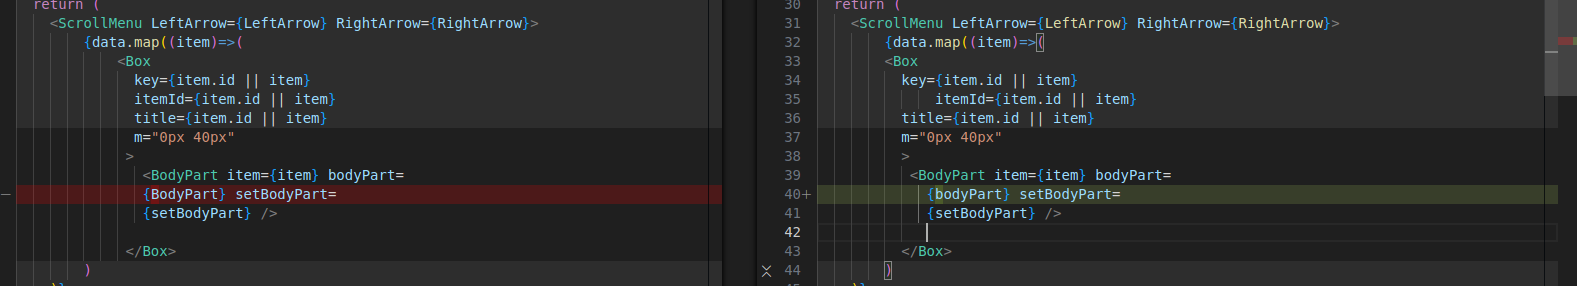 return (
<ScrollMenu LeftArrow={LeftArrow} RightArrow={RightArrow}>
{data.map((item)=>(
<Box
key={item.id || item}
itemId={item.id || item}
title={item.id || item}
m="0px 40px"
>
<BodyPart item={item} bodyPart=
{BodyPart} setBodyPart=
{setBodyPart} />
</Box>
)
30 return (
31 <ScrollMenu LeftArrow={LeftArrow} RightArrow={RightArrow}>
32 {data.map((item)=>(
33 <Box
34 key={item.id || item}
35 itemId={item.id || item}
36 title={item.id || item}
37 m="0px 40px"
38 >
39 <BodyPart item={item} bodyPart=
40+ {bodyPart} setBodyPart=
41 {setBodyPart} />
42
43 </Box>
44 )